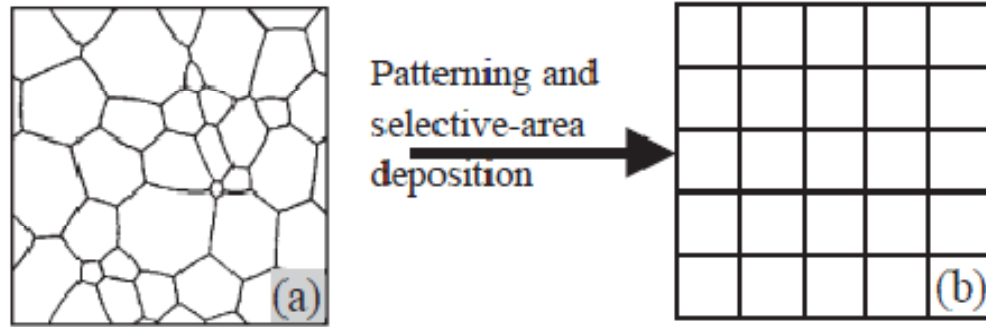 Patterning and
selective-area
deposition
(a)
(b)